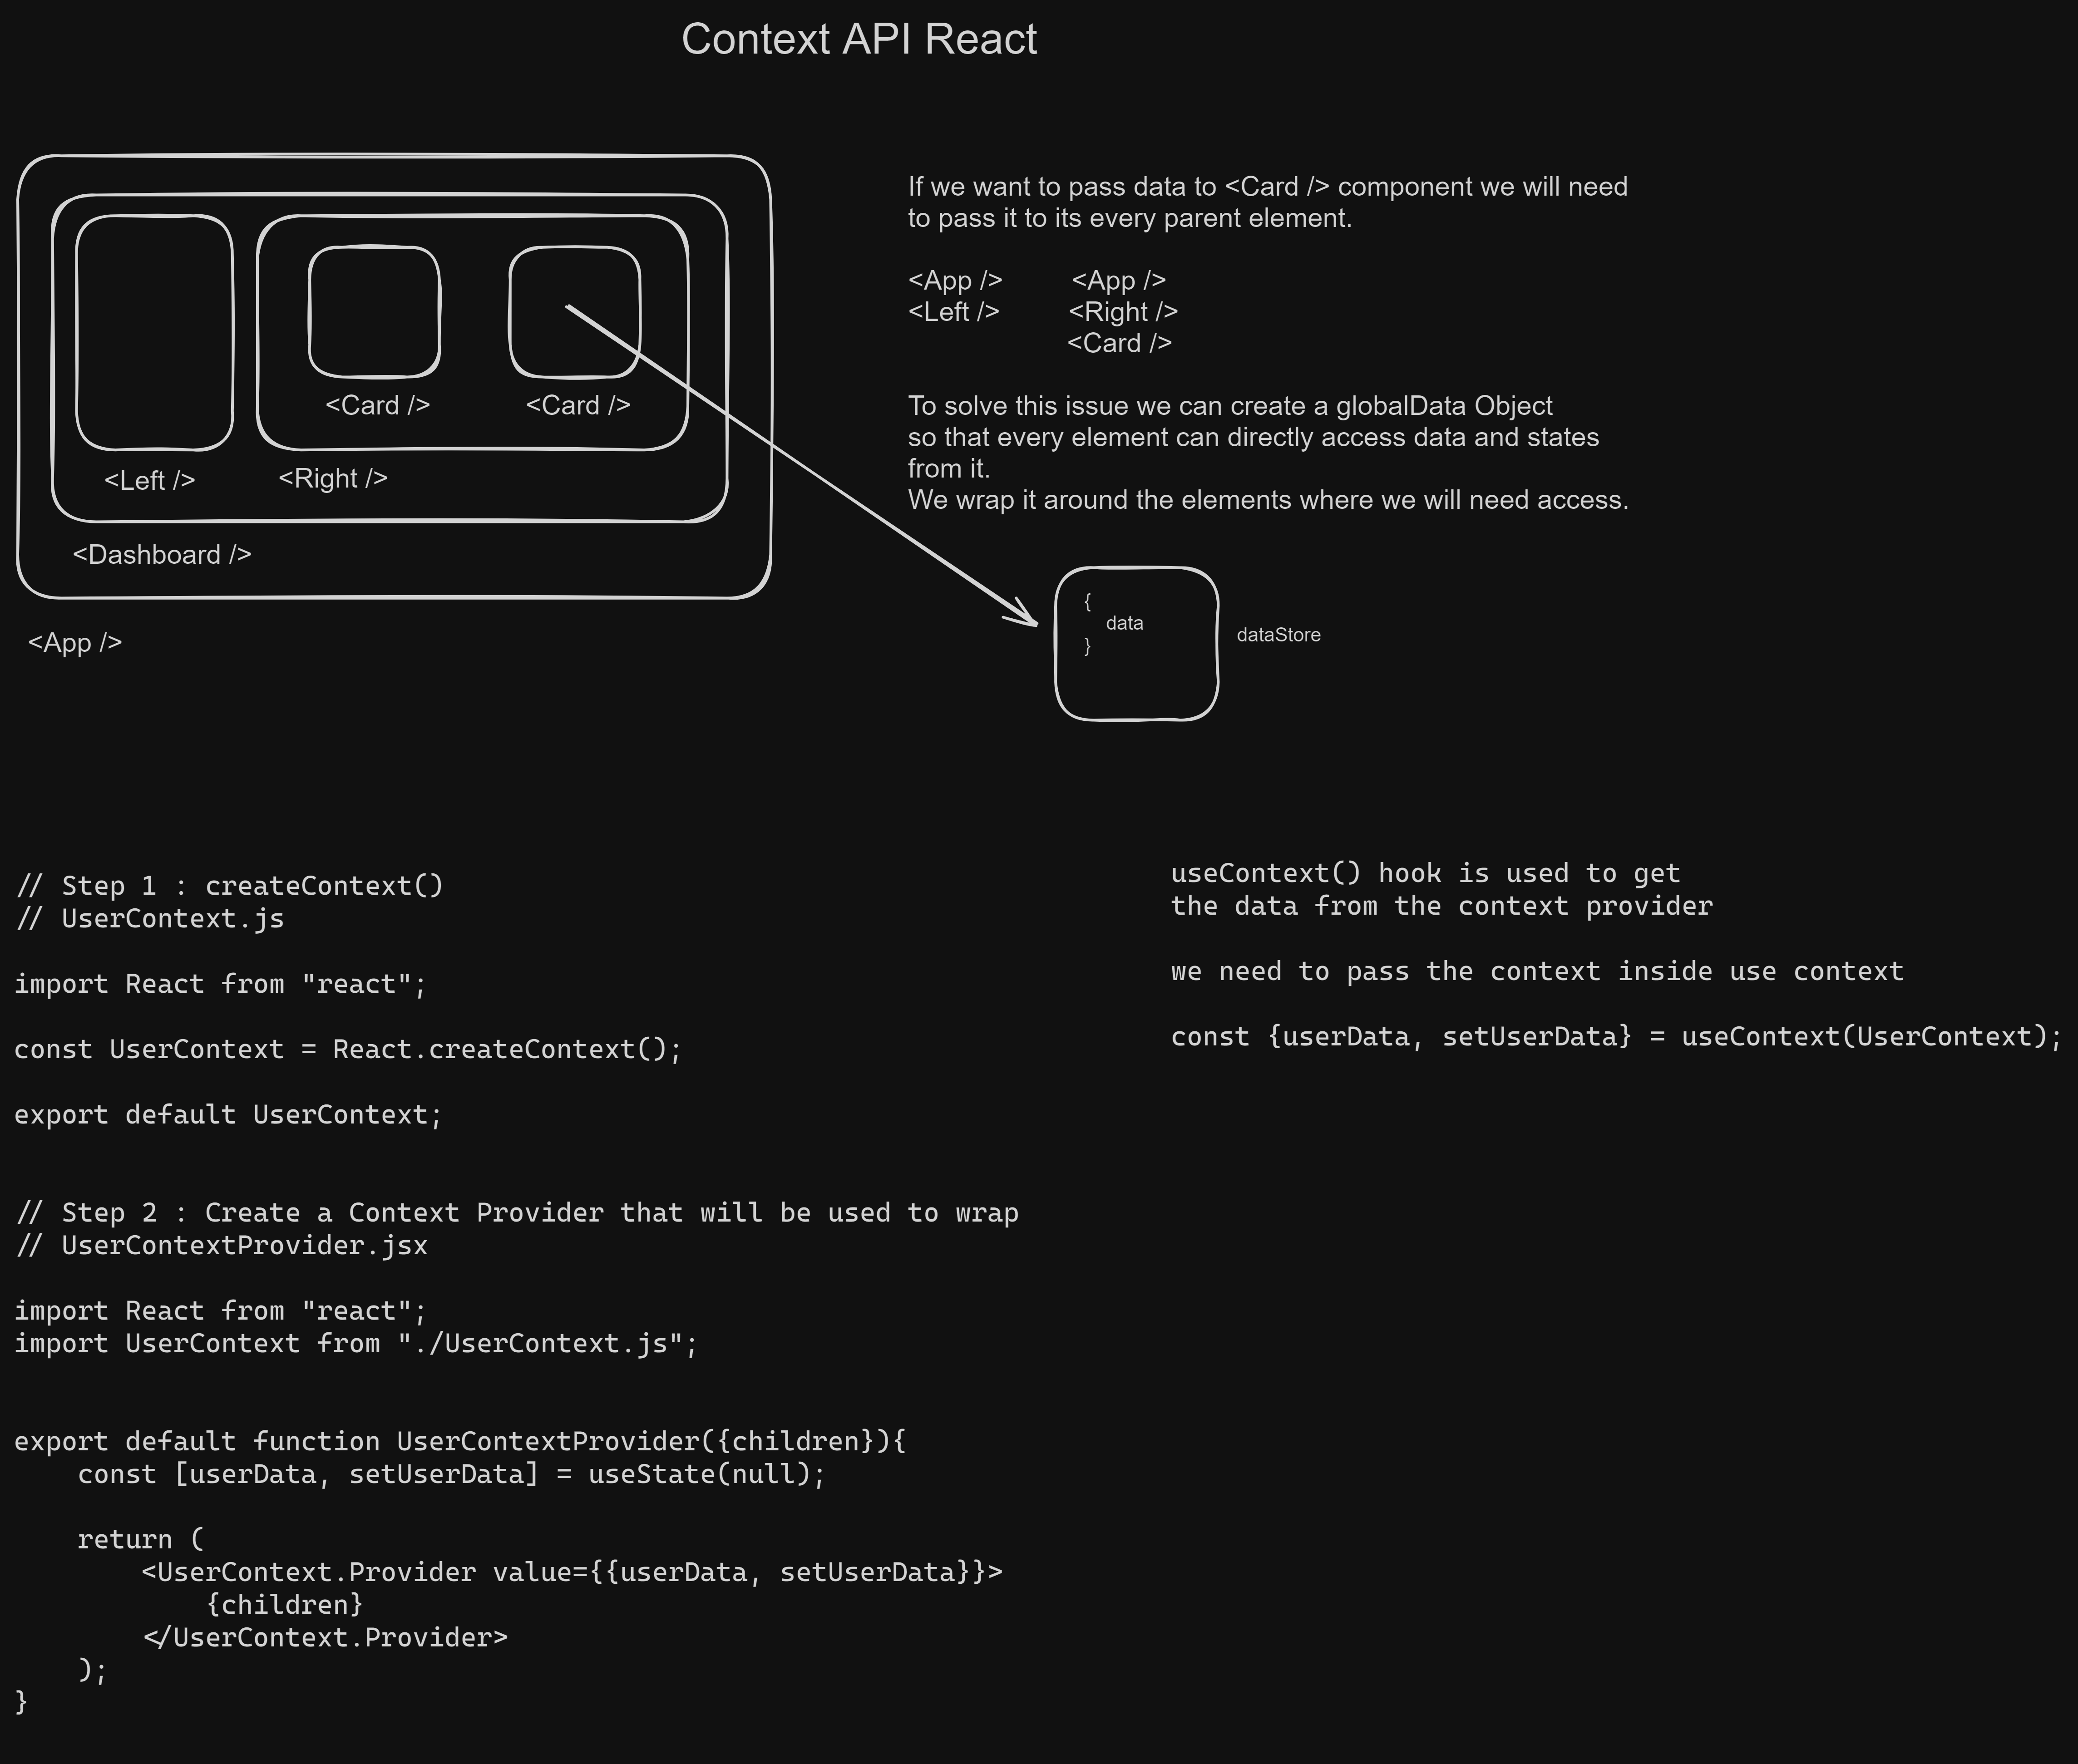 Context API React
<Card />
<Card />
<Left />
<Right />
<Dashboard />
<App />
If we want to pass data to <Card /> component we will need
to pass it to its every parent element.
<App /> <App />
<Left /> <Right />
<Card />
To solve this issue we can create a globalData Object
so that every element can directly access data and states
from it.
We wrap it around the elements where we will need access.
{
data
}
dataStore
// Step 1 : createContext()
// UserContext.js
import React from "react";
const UserContext = React.createContext();
export default UserContext;
// Step 2 : Create a Context Provider that will be used to wrap
// UserContextProvider.jsx
import React from "react";
import UserContext from "./UserContext.js";
export default function UserContextProvider({children}){
const [userData, setUserData] = useState(null);
return (
<UserContext.Provider value={{userData, setUserData}}>
{children}
</UserContext.Provider>
);
}
useContext() hook is used to get
the data from the context provider
we need to pass the context inside use context
const {userData, setUserData} = useContext(UserContext);